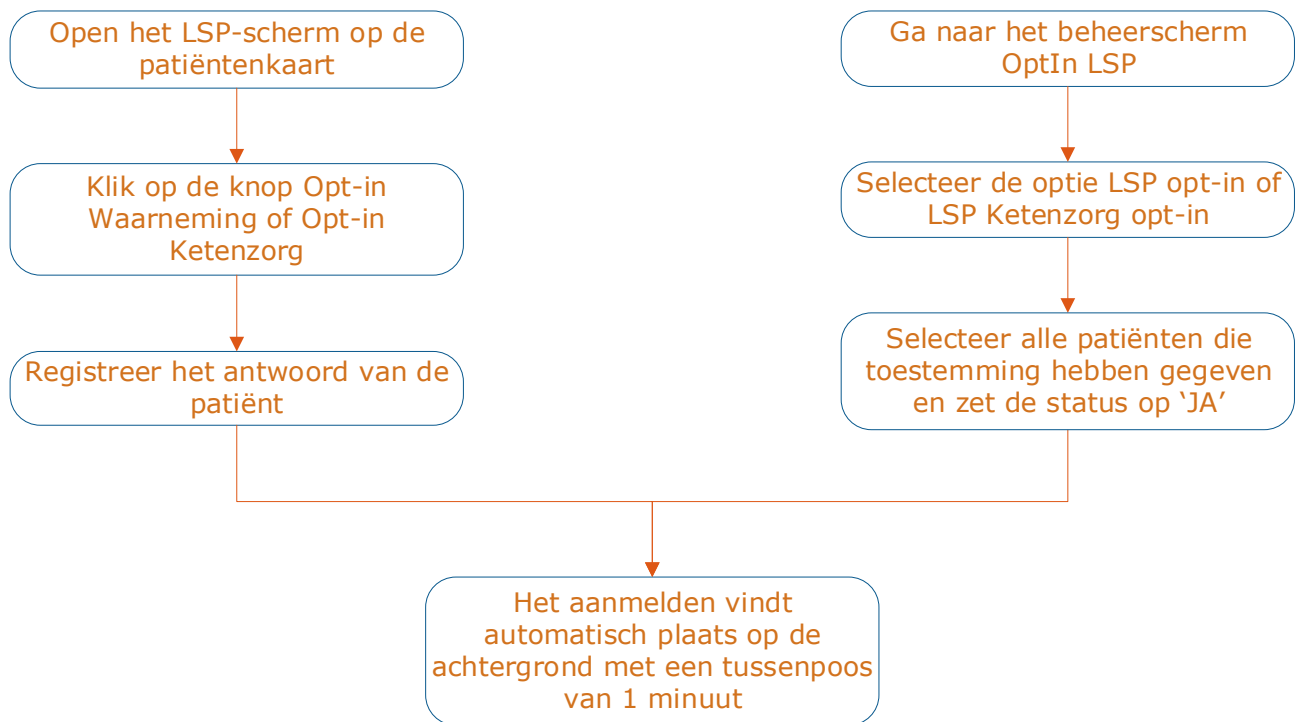 Open het LSP-scherm op de
patiëntenkaart
Klik op de knop Opt-in
Waarneming of Opt-in
Ketenzorg
Registreer het antwoord van de
patiënt
Ga naar het beheerscherm
OptIn LSP
Selecteer de optie LSP opt-in of
LSP Ketenzorg opt-in
Selecteer alle patiënten die
toestemming hebben gegeven
en zet de status op ‘JA’
Het aanmelden vindt
automatisch plaats op de
achtergrond met een tussenpoos
van 1 minuut